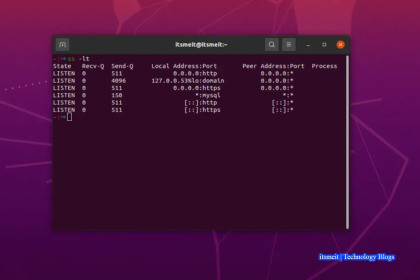 itsmeit@itsmeit:~
-:~ ss -lt
State Recv-Q Send-Q Local Address:Port Peer Address:Port Process
LISTEN 0 511 0.0.0.0:http 0.0.0.0:*
LISTEN 0 4096 127.0.0.53%lo:domain 0.0.0.0:*
LISTEN 0 511 0.0.0.0:https 0.0.0.0:*
LISTEN 0 150 *:mysql *:*
LISTEN 0 511 [::]:http [::]:*
LISTEN 0 511 [::]:https [::]:*
itsmeit | Technology Blogs